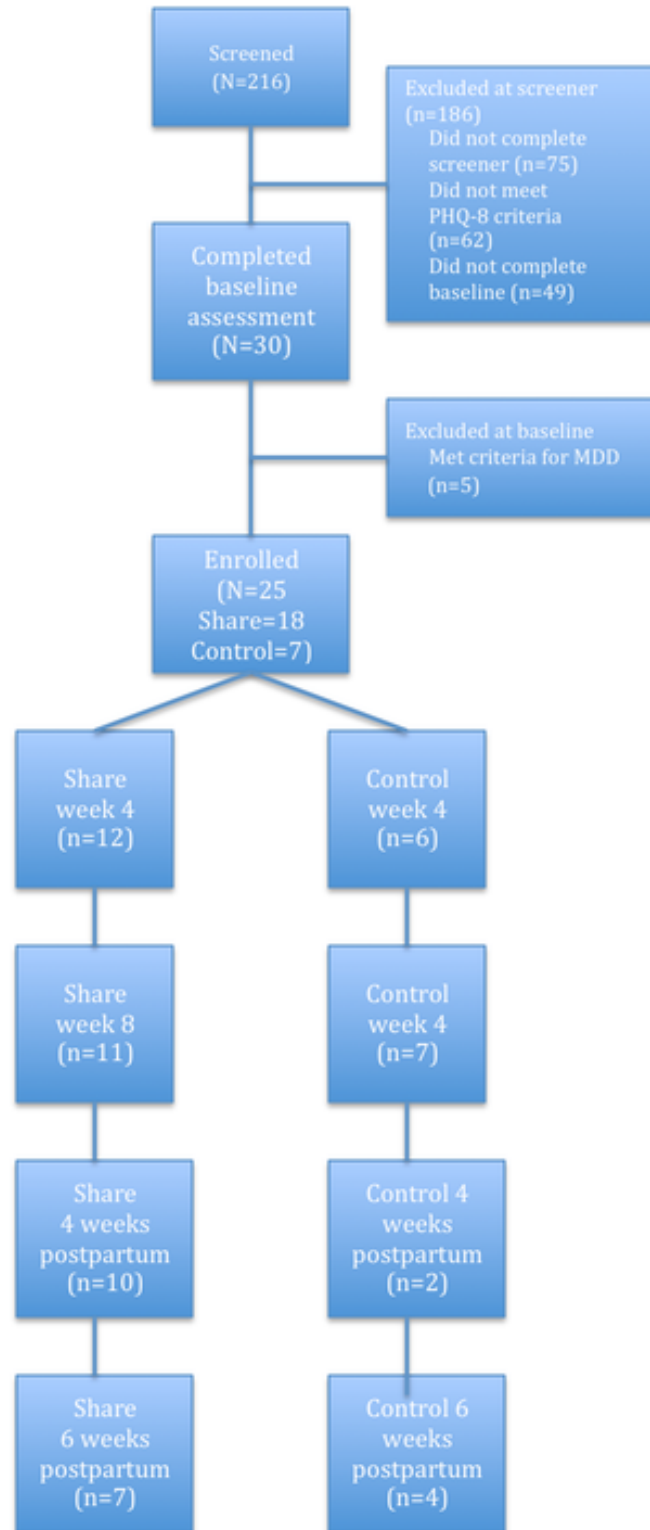 Screened
(N=216)
Excluded at screener
(n=186)
Did not complete
screener (n=75)
Did not meet
PHQ-8 criteria
(n=62)
Did not complete
baseline (n=49)
Completed
baseline
assessment
(N=30)
Excluded at baseline
Met criteria for MDD
(n=5)
Enrolled
(N=25
Share=18
Control=7)
Share
week 4
(n=12)
Control
week 4
(n=6)
Share
week 8
(n=11)
Control
week 4
(n=7)
Share
4 weeks
postpartum
(n=10)
Control 4
weeks
postpartum
(n=2)
Share
6 weeks
postpartum
(n=7)
Control 6
weeks
postpartum
(n=4)